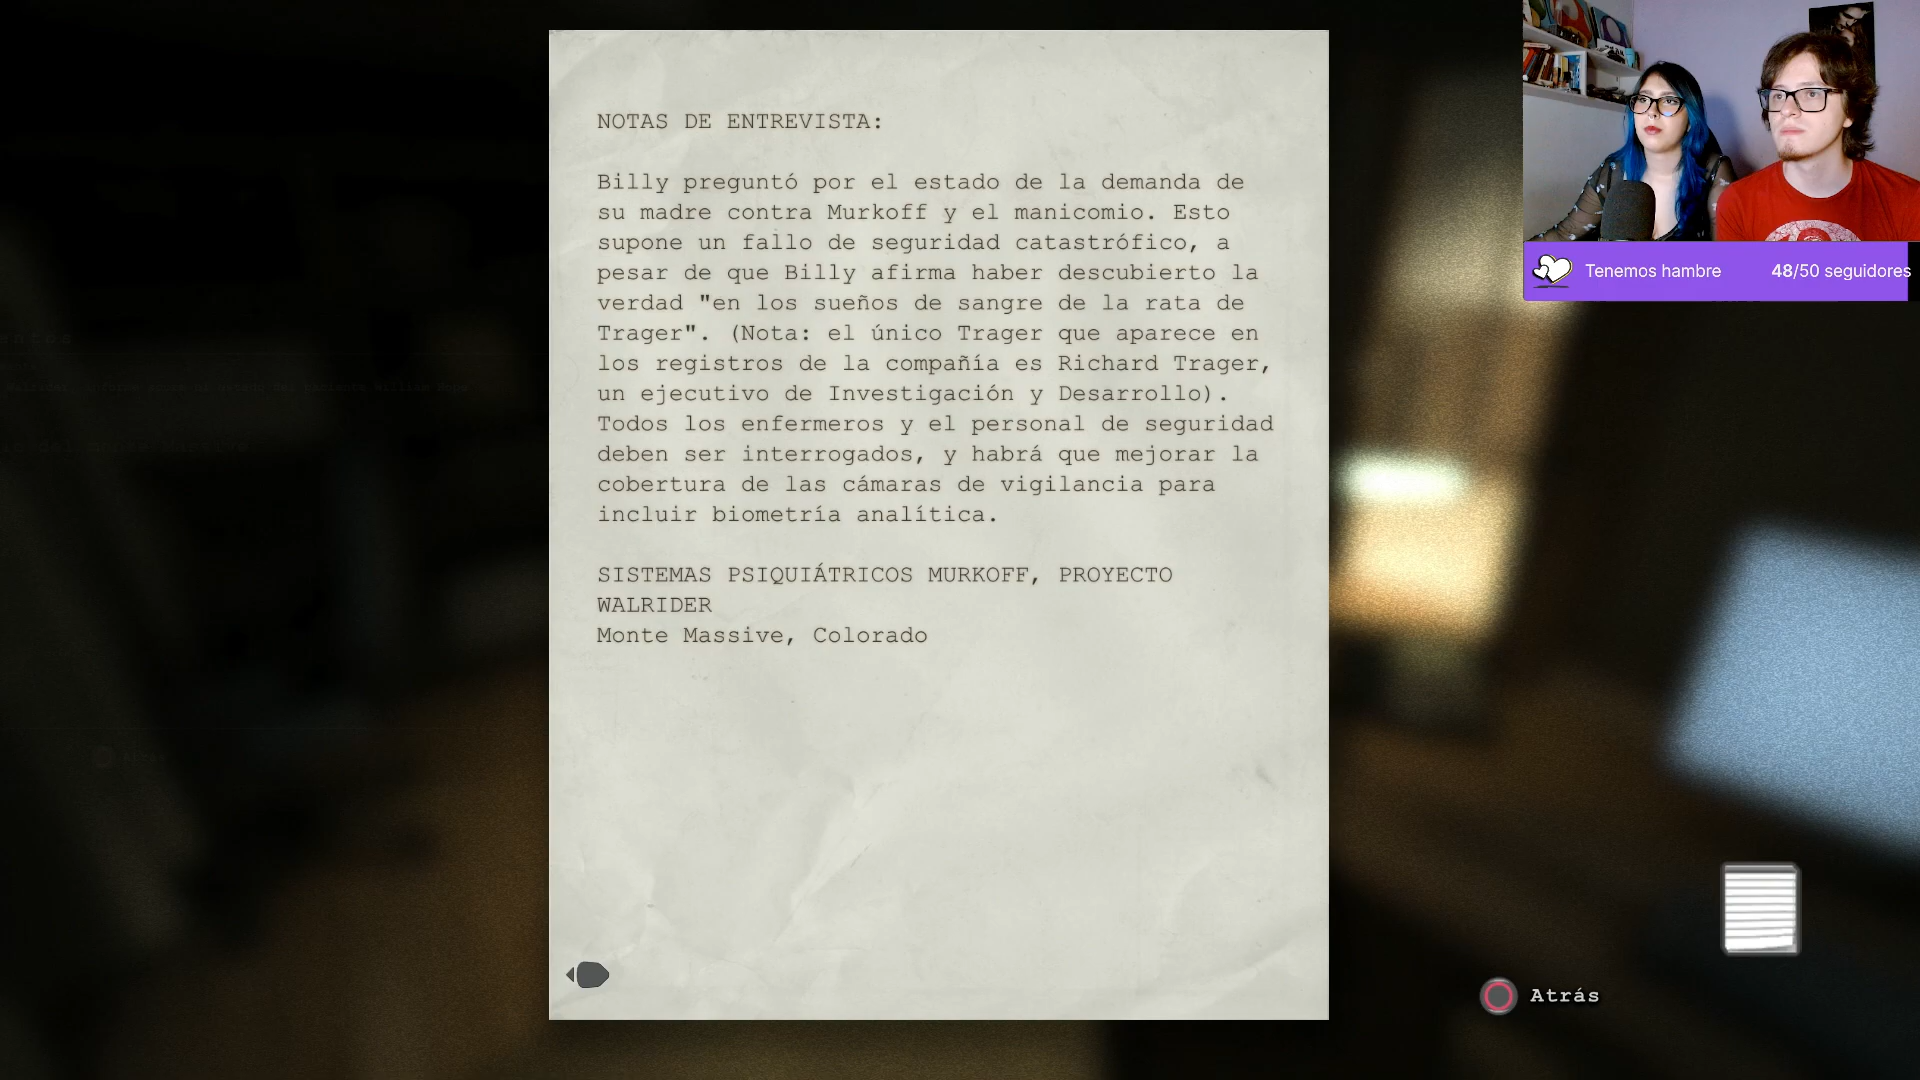 NOTAS DE ENTREVISTA:
Billy preguntó por el estado de la demanda de
su madre contra Murkoff y el manicomio. Esto
supone un fallo de seguridad catastrófico, a
pesar de que Billy afirma haber descubierto la
verdad "en los sueños de sangre de la rata de
Trager". (Nota: el único Trager que aparece en
los registros de la compañía es Richard Trager,
un ejecutivo de Investigación y Desarrollo).
Todos los enfermeros y el personal de seguridad
deben ser interrogados, y habrá que mejorar la
cobertura de las cámaras de vigilancia para
incluir biometría analítica.
SISTEMAS PSIQUIÁTRICOS MURKOFF, PROYECTO
WALRIDER
Monte Massive, Colorado
Tenemos hambre 48/50 seguidores
Atrás